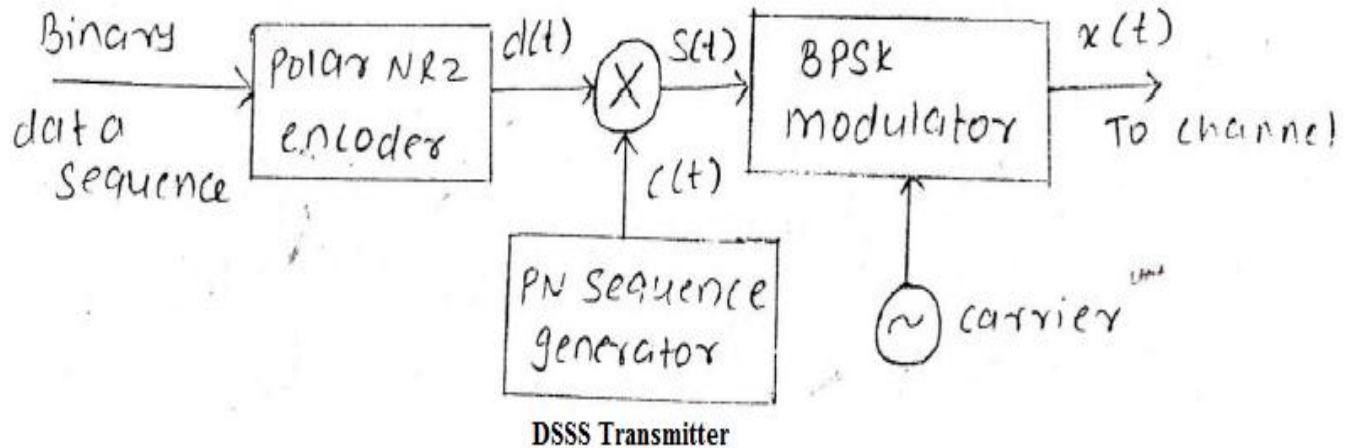 Binary
data
sequence
Polar NRZ
encoder
d(t)
X
S(t)
BPSK
modulator
x(t)
To channel
c(t)
PN sequence
generator
~
carrier
DSSS Transmitter